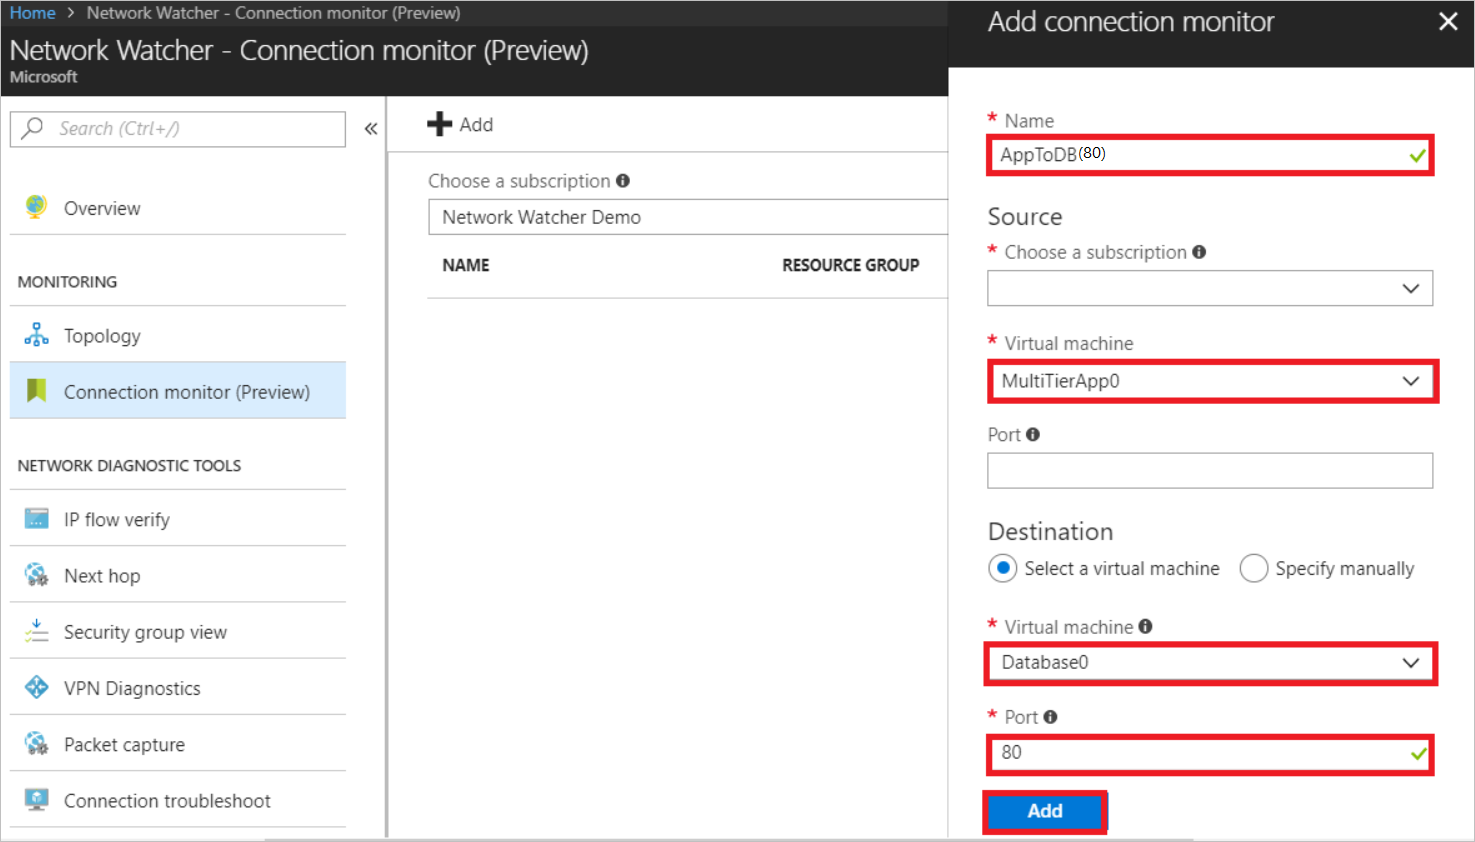 Home > Network Watcher - Connection monitor (Preview)
Network Watcher - Connection monitor (Preview)
Microsoft
Search (Ctrl+/)
«
Overview
MONITORING
Topology
Connection monitor (Preview)
NETWORK DIAGNOSTIC TOOLS
IP flow verify
Next hop
Security group view
VPN Diagnostics
Packet capture
Connection troubleshoot
Add
Choose a subscription
Network Watcher Demo
NAME RESOURCE GROUP
Add connection monitor
* Name
AppToDB(80)
Source
* Choose a subscription
* Virtual machine
MultiTierApp0
Port
Destination
Select a virtual machine Specify manually
* Virtual machine
Database0
* Port
80
Add